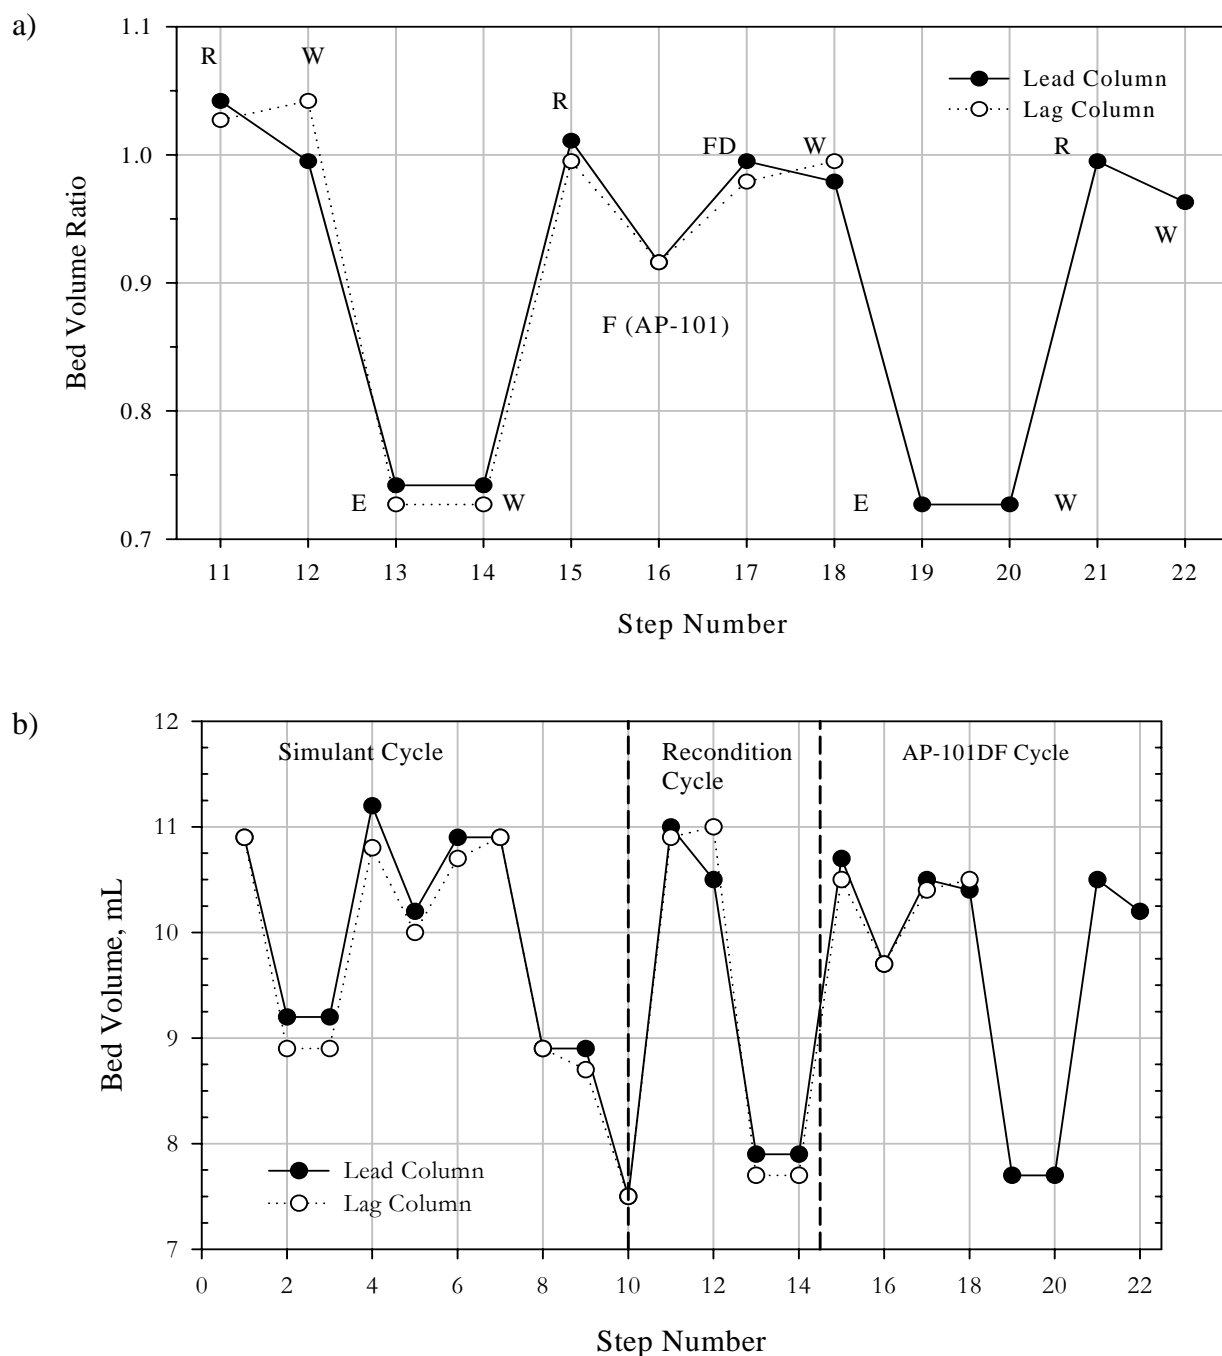 a)
1.1
1.0
0.9
0.8
0.7
Bed Volume Ratio
R
W
R
FD
W
R
W
E
W
F (AP-101)
E
W
Lead Column
Lag Column
11 12 13 14 15 16 17 18 19 20 21 22
Step Number
b)
12
11
10
9
8
7
Bed Volume, mL
Simulant Cycle
Recondition
Cycle
AP-101DF Cycle
Lead Column
Lag Column
0 2 4 6 8 10 12 14 16 18 20 22
Step Number